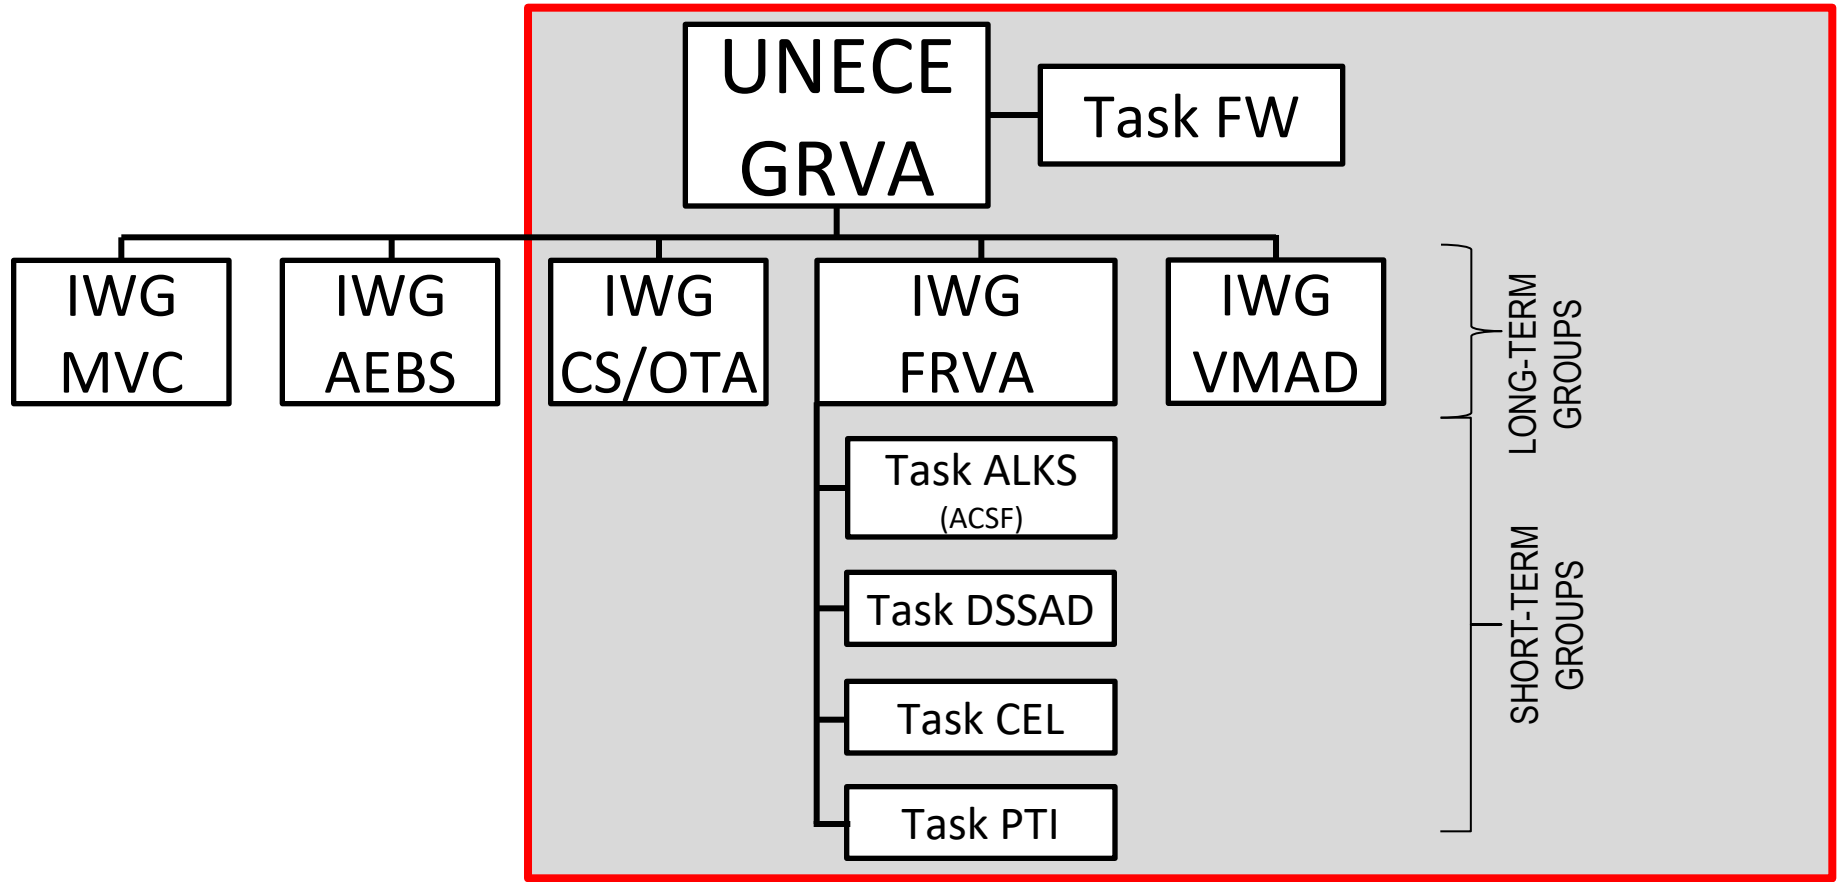 UNECE
GRVA
Task FW
IWG
MVC
IWG
AEBS
IWG
CS/OTA
IWG
FRVA
IWG
VMAD
LONG-TERM
GROUPS
Task ALKS
(ACSF)
Task DSSAD
Task CEL
Task PTI
SHORT-TERM
GROUPS